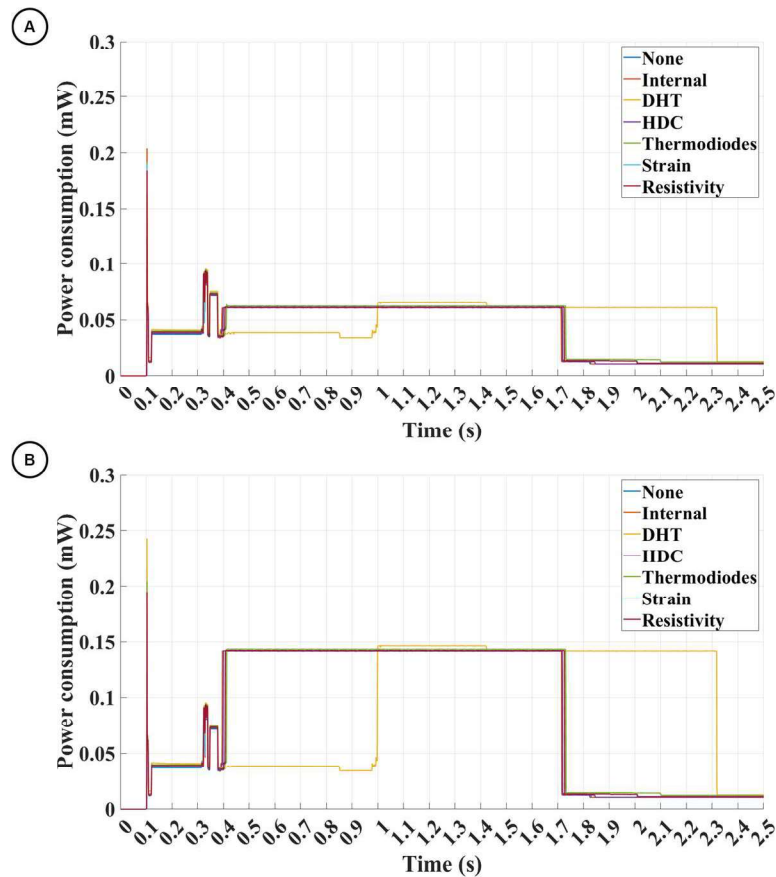 A
0.3
0.25
0.2
0.15
0.1
0.05
0
Power consumption (mW)
None
Internal
DHT
HDC
Thermodiodes
Strain
Resistivity
0 0.1 0.2 0.3 0.4 0.5 0.6 0.7 0.8 0.9 1 1.1 1.2 1.3 1.4 1.5 1.6 1.7 1.8 1.9 2 2.1 2.2 2.3 2.4 2.5
Time (s)
B
0.3
0.25
0.2
0.15
0.1
0.05
0
Power consumption (mW)
None
Internal
DHT
HDC
Thermodiodes
Strain
Resistivity
0 0.1 0.2 0.3 0.4 0.5 0.6 0.7 0.8 0.9 1 1.1 1.2 1.3 1.4 1.5 1.6 1.7 1.8 1.9 2 2.1 2.2 2.3 2.4 2.5
Time (s)